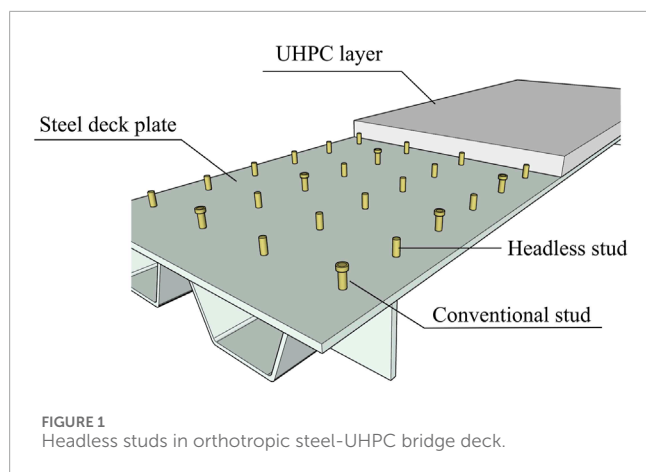 UHPC layer
Steel deck plate
Headless stud
Conventional stud
FIGURE 1
Headless studs in orthotropic steel-UHPC bridge deck.